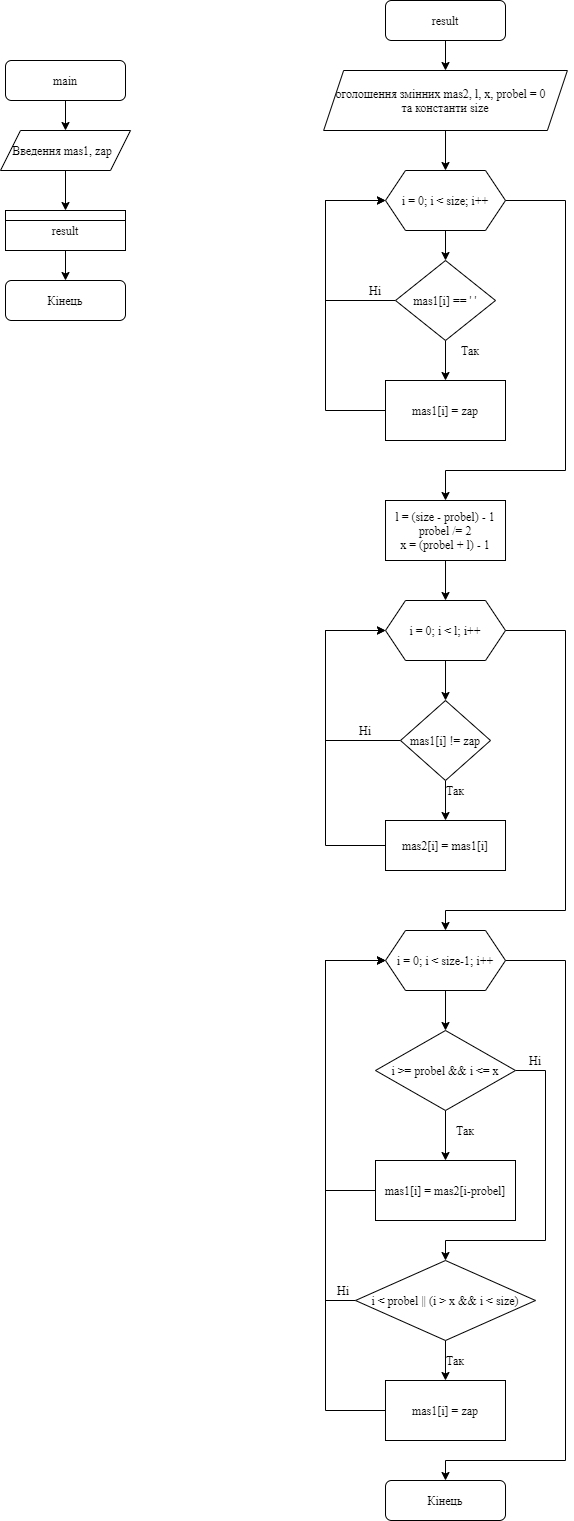 main
Введення mas1, zap
result
Кінець
result
оголошення змінних mas2, l, x, probel = 0
та константи size
i = 0; i < size; i++
mas1[i] == ' '
Ні
Так
mas1[i] = zap
l = (size - probel) - 1
probel /= 2
x = (probel + l) - 1
i = 0; i < l; i++
mas1[i] != zap
Ні
Так
mas2[i] = mas1[i]
i = 0; i < size-1; i++
i >= probel && i <= x
Ні
Так
mas1[i] = mas2[i-probel]
i < probel || (i > x && i < size)
Ні
Так
mas1[i] = zap
Кінець